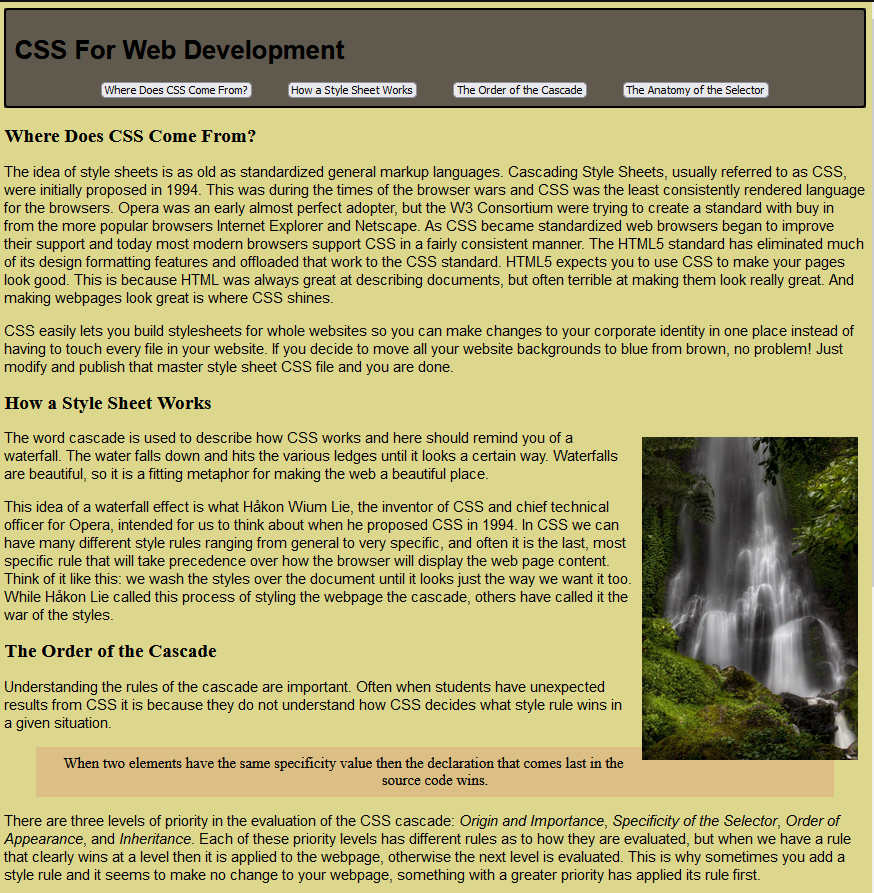 CSS For Web Development
Where Does CSS Come From?
How a Style Sheet Works
The Order of the Cascade
The Anatomy of the Selector
Where Does CSS Come From?
The idea of style sheets is as old as standardized general markup languages. Cascading Style Sheets, usually referred to as CSS,
were initially proposed in 1994. This was during the times of the browser wars and CSS was the least consistently rendered language
for the browsers. Opera was an early almost perfect adopter, but the W3 Consortium were trying to create a standard with buy in
from the more popular browsers Internet Explorer and Netscape. As CSS became standardized web browsers began to improve
their support and today most modern browsers support CSS in a fairly consistent manner. The HTML5 standard has eliminated much
of its design formatting features and offloaded that work to the CSS standard. HTML5 expects you to use CSS to make your pages
look good. This is because HTML was always great at describing documents, but often terrible at making them look really great. And
making webpages look great is where CSS shines.
CSS easily lets you build stylesheets for whole websites so you can make changes to your corporate identity in one place instead of
having to touch every file in your website. If you decide to move all your website backgrounds to blue from brown, no problem! Just
modify and publish that master style sheet CSS file and you are done.
How a Style Sheet Works
The word cascade is used to describe how CSS works and here should remind you of a
waterfall. The water falls down and hits the various ledges until it looks a certain way. Waterfalls
are beautiful, so it is a fitting metaphor for making the web a beautiful place.
This idea of a waterfall effect is what Håkon Wium Lie, the inventor of CSS and chief technical
officer for Opera, intended for us to think about when he proposed CSS in 1994. In CSS we can
have many different style rules ranging from general to very specific, and often it is the last, most
specific rule that will take precedence over how the browser will display the web page content.
Think of it like this: we wash the styles over the document until it looks just the way we want it too.
While Håkon Lie called this process of styling the webpage the cascade, others have called it the
war of the styles.
The Order of the Cascade
Understanding the rules of the cascade are important. Often when students have unexpected
results from CSS it is because they do not understand how CSS decides what style rule wins in
a given situation.
When two elements have the same specificity value then the declaration that comes last in the
source code wins.
There are three levels of priority in the evaluation of the CSS cascade: Origin and Importance, Specificity of the Selector, Order of
Appearance, and Inheritance. Each of these priority levels has different rules as to how they are evaluated, but when we have a rule
that clearly wins at a level then it is applied to the webpage, otherwise the next level is evaluated. This is why sometimes you add a
style rule and it seems to make no change to your webpage, something with a greater priority has applied its rule first.